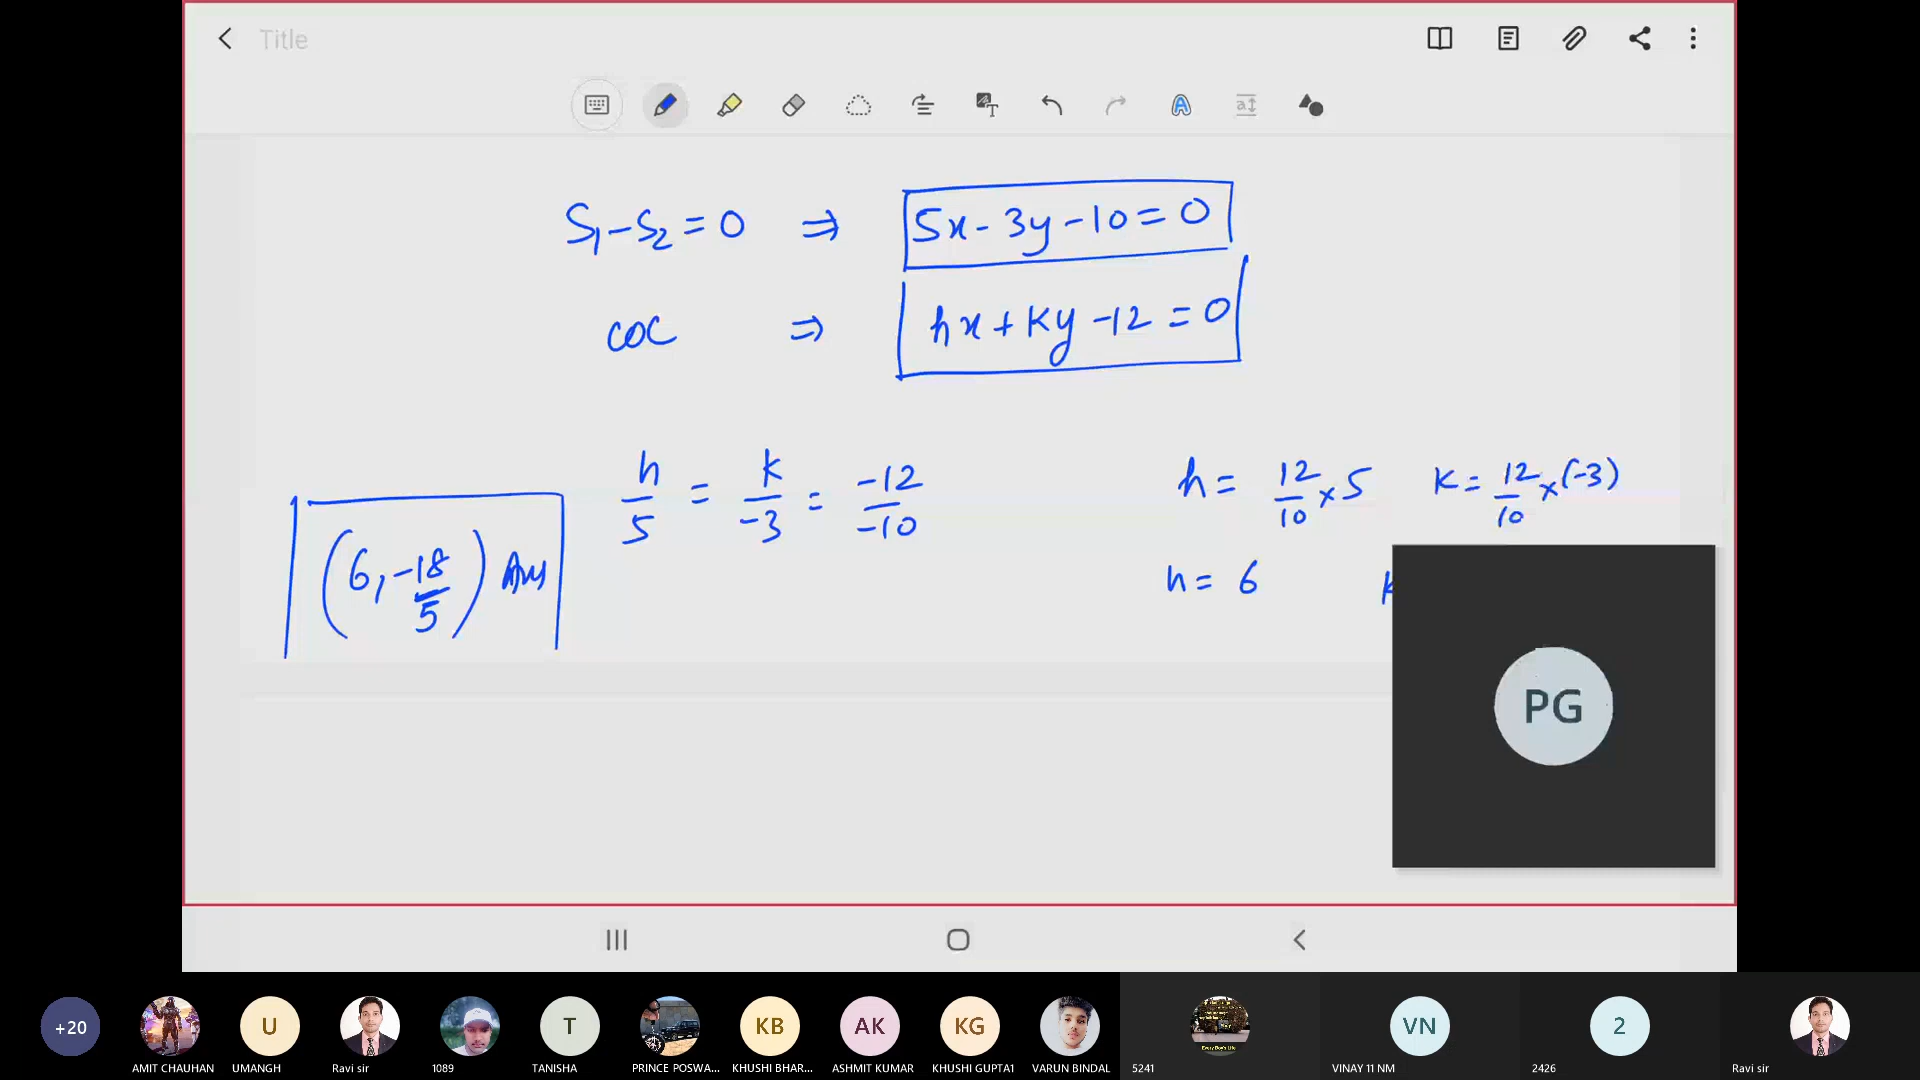 Title
S₁-S₂=0 ⇒ 5x-3y-10=0
COC ⇒ hx+ky-12=0
h/5 = k/-3 = -12/-10
h= 12/10 ×5 k= 12/10 ×(-3)
(6, -18/5) Ans
h= 6 k
PG
+20
U
T
KB
AK
KG
Every Boy's Life
VN
2
AMIT CHAUHAN UMANGH Ravi sir 1089 TANISHA PRINCE POSWA... KHUSHI BHAR... ASHMIT KUMAR KHUSHI GUPTA1 VARUN BINDAL 5241 VINAY 11 NM 2426 Ravi sir